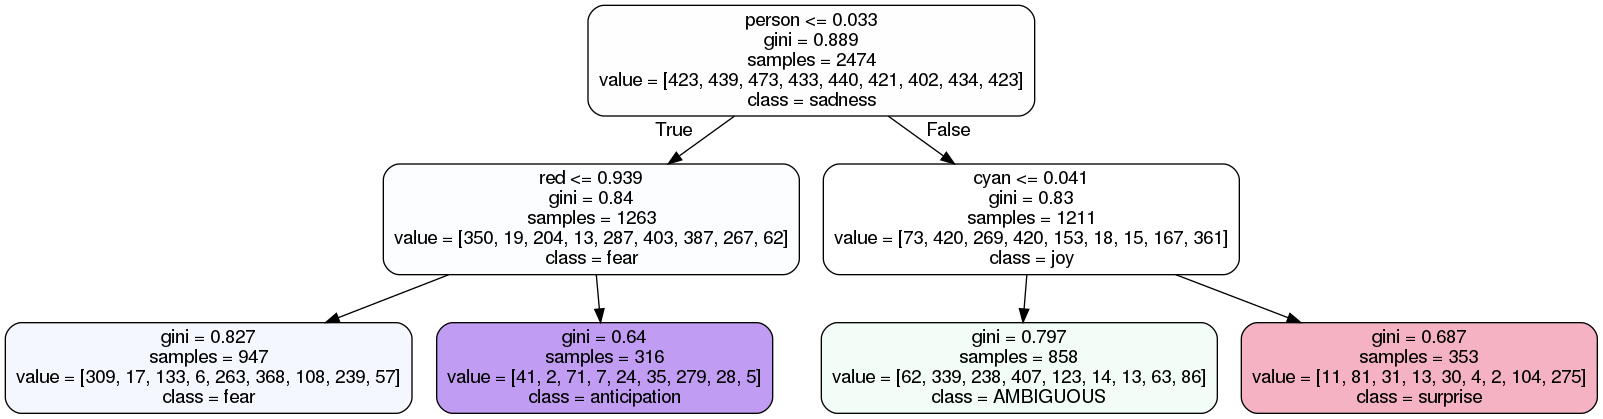 person <= 0.033
gini = 0.889
samples = 2474
value = [423, 439, 473, 433, 440, 421, 402, 434, 423]
class = sadness
True
False
red <= 0.939
gini = 0.84
samples = 1263
value = [350, 19, 204, 13, 287, 403, 387, 267, 62]
class = fear
cyan <= 0.041
gini = 0.83
samples = 1211
value = [73, 420, 269, 420, 153, 18, 15, 167, 361]
class = joy
gini = 0.827
samples = 947
value = [309, 17, 133, 6, 263, 368, 108, 239, 57]
class = fear
gini = 0.64
samples = 316
value = [41, 2, 71, 7, 24, 35, 279, 28, 5]
class = anticipation
gini = 0.797
samples = 858
value = [62, 339, 238, 407, 123, 14, 13, 63, 86]
class = AMBIGUOUS
gini = 0.687
samples = 353
value = [11, 81, 31, 13, 30, 4, 2, 104, 275]
class = surprise